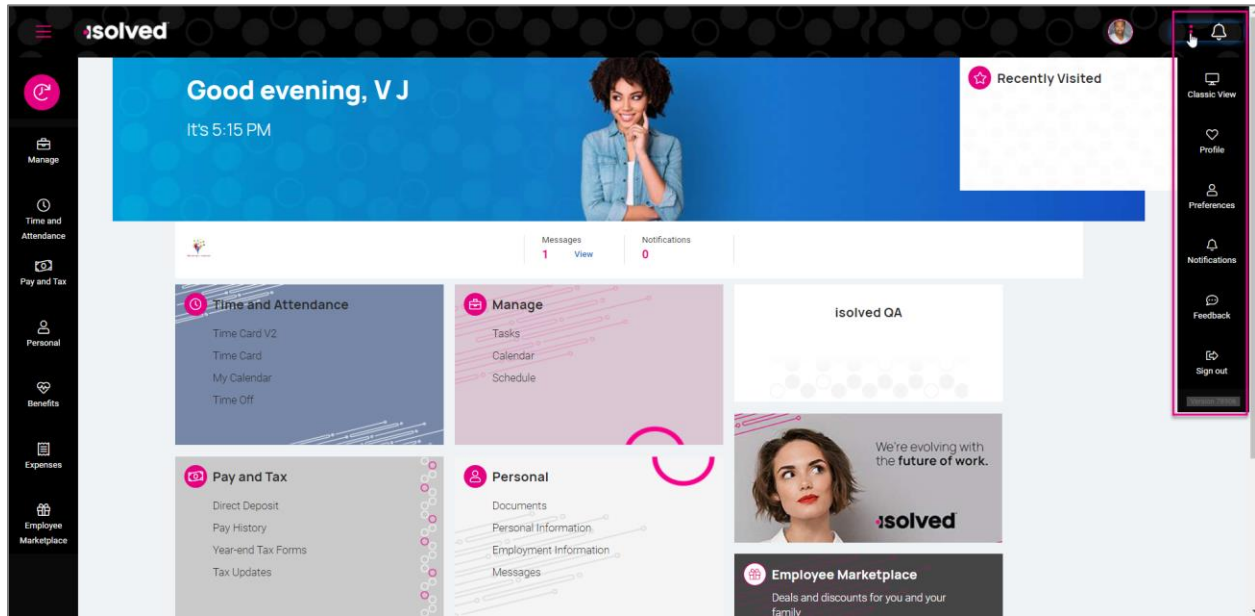 isolved
Good evening, V J
It's 5:15 PM
Recently Visited
Classic View
Profile
Preferences
Notifications
Feedback
Sign out
Manage
Time and
Attendance
Pay and Tax
Personal
Benefits
Expenses
Employee
Marketplace
Messages
1 View
Notifications
0
Time and Attendance
Time Card V2
Time Card
My Calendar
Time Off
Manage
Tasks
Calendar
Schedule
isolved QA
We're evolving with
the future of work.
isolved
Pay and Tax
Direct Deposit
Pay History
Year-end Tax Forms
Tax Updates
Personal
Documents
Personal Information
Employment Information
Messages
Employee Marketplace
Deals and discounts for you and your
family